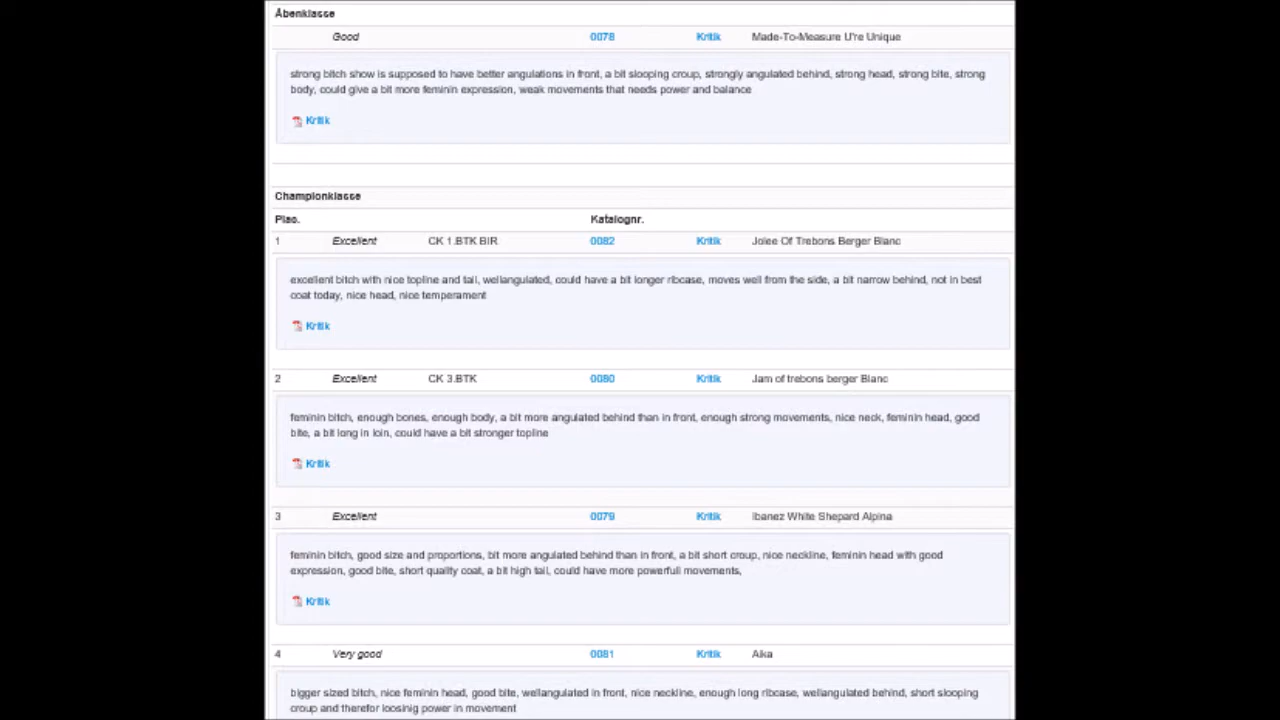 Åbenklasse
Good 0078 Kritik Made-To-Measure U're Unique
strong bitch show is supposed to have better angulations in front, a bit slooping croup, strongly angulated behind, strong head, strong bite, strong
body, could give a bit more feminin expression, weak movements that needs power and balance
Kritik
Championklasse
Plac. Katalognr.
1 Excellent CK 1.BTK BIR 0082 Kritik Jolee Of Trebons Berger Blanc
excellent bitch with nice topline and tail, wellangulated, could have a bit longer ribcase, moves well from the side, a bit narrow behind, not in best
coat today, nice head, nice temperament
Kritik
2 Excellent CK 3.BTK 0080 Kritik Jam of trebons berger Blanc
feminin bitch, enough bones, enough body, a bit more angulated behind than in front, enough strong movements, nice neck, feminin head, good
bite, a bit long in loin, could have a bit stronger topline
Kritik
3 Excellent 0079 Kritik Ibanez White Shepard Alpina
feminin bitch, good size and proportions, bit more angulated behind than in front, a bit short croup, nice neckline, feminin head with good
expression, good bite, short quality coat, a bit high tail, could have more powerfull movements,
Kritik
4 Very good 0081 Kritik Aika
bigger sized bitch, nice feminin head, good bite, wellangulated in front, nice neckline, enough long ribcase, wellangulated behind, short slooping
croup and therefor loosinig power in movement